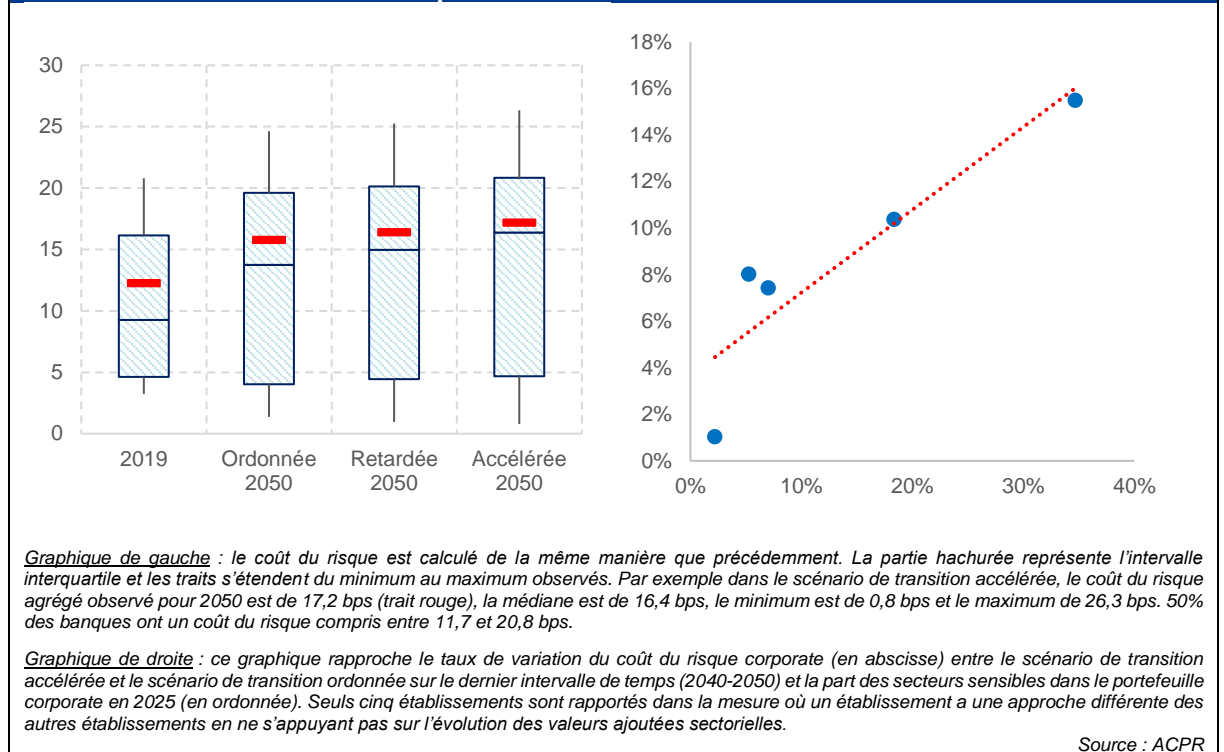 30
25
20
15
10
5
0
2019
Ordonnée
2050
Retardée
2050
Accélérée
2050
18%
16%
14%
12%
10%
8%
6%
4%
2%
0%
0%
10%
20%
30%
40%
Graphique de gauche : le coût du risque est calculé de la même manière que précédemment. La partie hachurée représente l'intervalle
interquartile et les traits s'étendent du minimum au maximum observés. Par exemple dans le scénario de transition accélérée, le coût du risque
agrégé observé pour 2050 est de 17,2 bps (trait rouge), la médiane est de 16,4 bps, le minimum est de 0,8 bps et le maximum de 26,3 bps. 50%
des banques ont un coût du risque compris entre 11,7 et 20,8 bps.
Graphique de droite : ce graphique rapproche le taux de variation du coût du risque corporate (en abscisse) entre le scénario de transition
accélérée et le scénario de transition ordonnée sur le dernier intervalle de temps (2040-2050) et la part des secteurs sensibles dans le portefeuille
corporate en 2025 (en ordonnée). Seuls cinq établissements sont rapportés dans la mesure où un établissement a une approche différente des
autres établissements en ne s'appuyant pas sur l'évolution des valeurs ajoutées sectorielles.
Source : ACPR